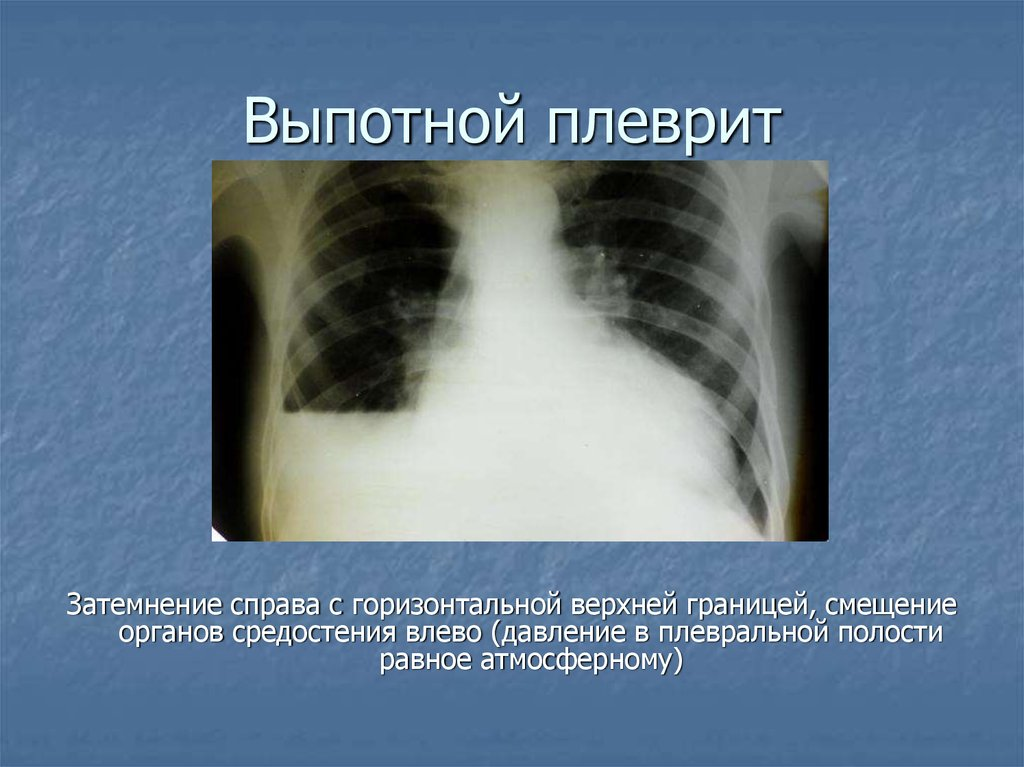 Выпотной плеврит
Затемнение справа с горизонтальной верхней границей, смещение
органов средостения влево (давление в плевральной полости
равное атмосферному)